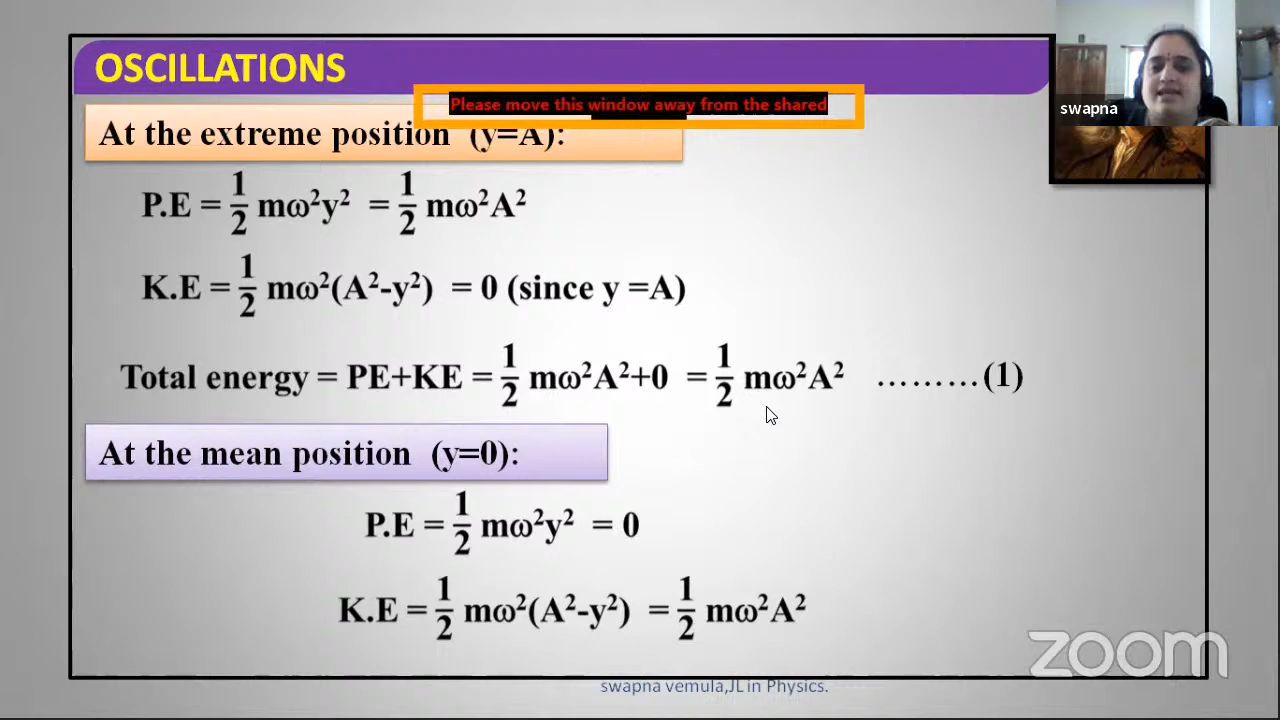 OSCILLATIONS
Please move this window away from the shared
swapna
At the extreme position (y=A):
P.E = 1/2 mω²y² = 1/2 mω²A²
K.E = 1/2 mω²(A²-y²) = 0 (since y =A)
Total energy = PE+KE = 1/2 mω²A²+0 = 1/2 mω²A² ………(1)
At the mean position (y=0):
P.E = 1/2 mω²y² = 0
K.E = 1/2 mω²(A²-y²) = 1/2 mω²A²
zoom
swapna vemula,JL in Physics.